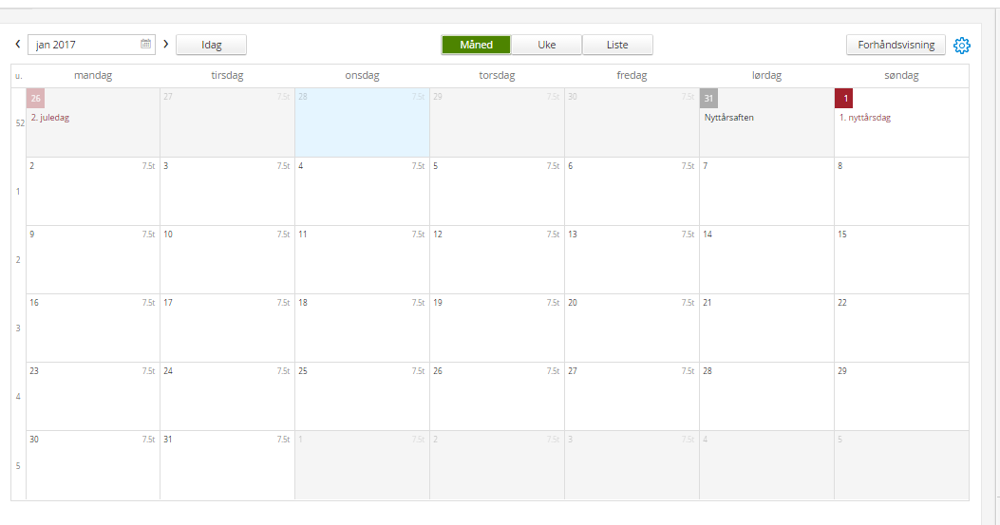 jan 2017 Idag Måned Uke Liste Forhåndsvisning
u. mandag tirsdag onsdag torsdag fredag lørdag søndag
26 27 7.5t 28 7.5t 29 7.5t 30 7.5t 31 1
2. juledag Nyttårsaften 1. nyttårsdag
52
2 7.5t 3 7.5t 4 7.5t 5 7.5t 6 7.5t 7 8
1
9 7.5t 10 7.5t 11 7.5t 12 7.5t 13 7.5t 14 15
2
16 7.5t 17 7.5t 18 7.5t 19 7.5t 20 7.5t 21 22
3
23 7.5t 24 7.5t 25 7.5t 26 7.5t 27 7.5t 28 29
4
30 7.5t 31 7.5t 1 7.5t 2 7.5t 3 7.5t 4 5
5